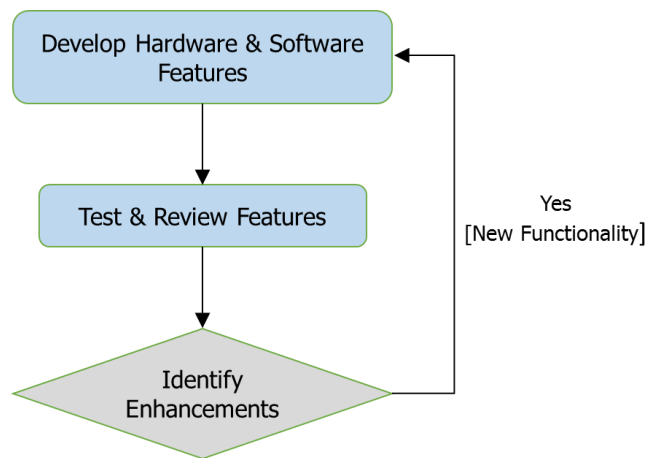 Develop Hardware & Software
Features
Test & Review Features
Yes
[New Functionality]
Identify
Enhancements